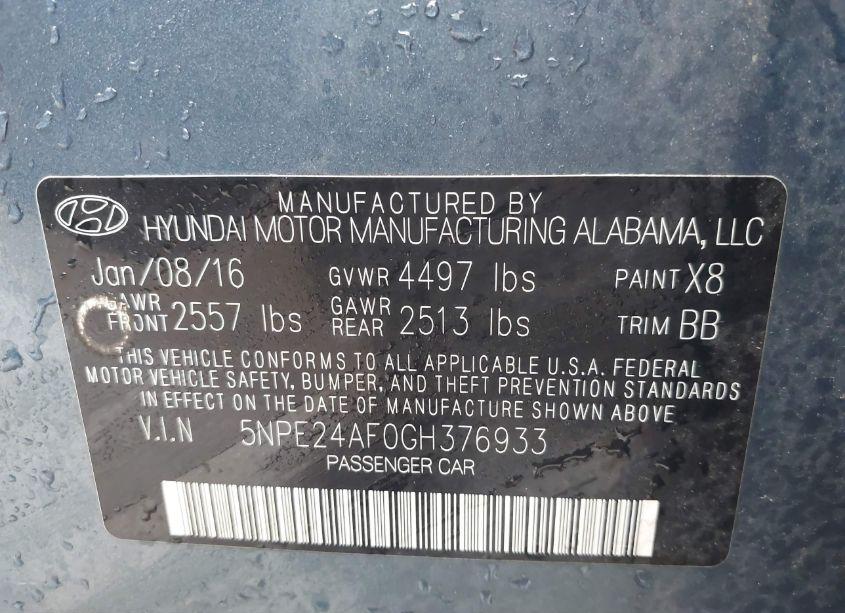 MANUFACTURED BY
HYUNDAI MOTOR MANUFACTURING ALABAMA, LLC
Jan/08/16 GVWR 4497 lbs PAINT X8
GAWR FRONT 2557 lbs GAWR REAR 2513 lbs TRIM BB
THIS VEHICLE CONFORMS TO ALL APPLICABLE U.S.A. FEDERAL
MOTOR VEHICLE SAFETY, BUMPER, AND THEFT PREVENTION STANDARDS
IN EFFECT ON THE DATE OF MANUFACTURE SHOWN ABOVE
V.I.N 5NPE24AF0GH376933
PASSENGER CAR